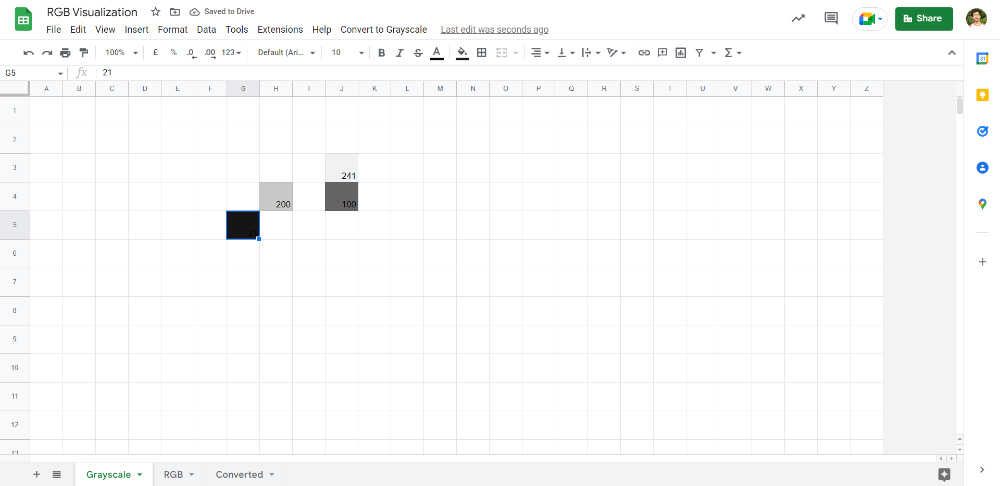 RGB Visualization Saved to Drive
File Edit View Insert Format Data Tools Extensions Help Convert to Grayscale Last edit was seconds ago
Share
100% £ % .0 .00 123 Default (Ari... 10 B I S A Σ
31
G5 fx 21
A B C D E F G H I J K L M N O P Q R S T U V W X Y Z
1
2
3 241
4 200 100
5 21
6
7
8
9
10
11
12
13
Grayscale RGB Converted